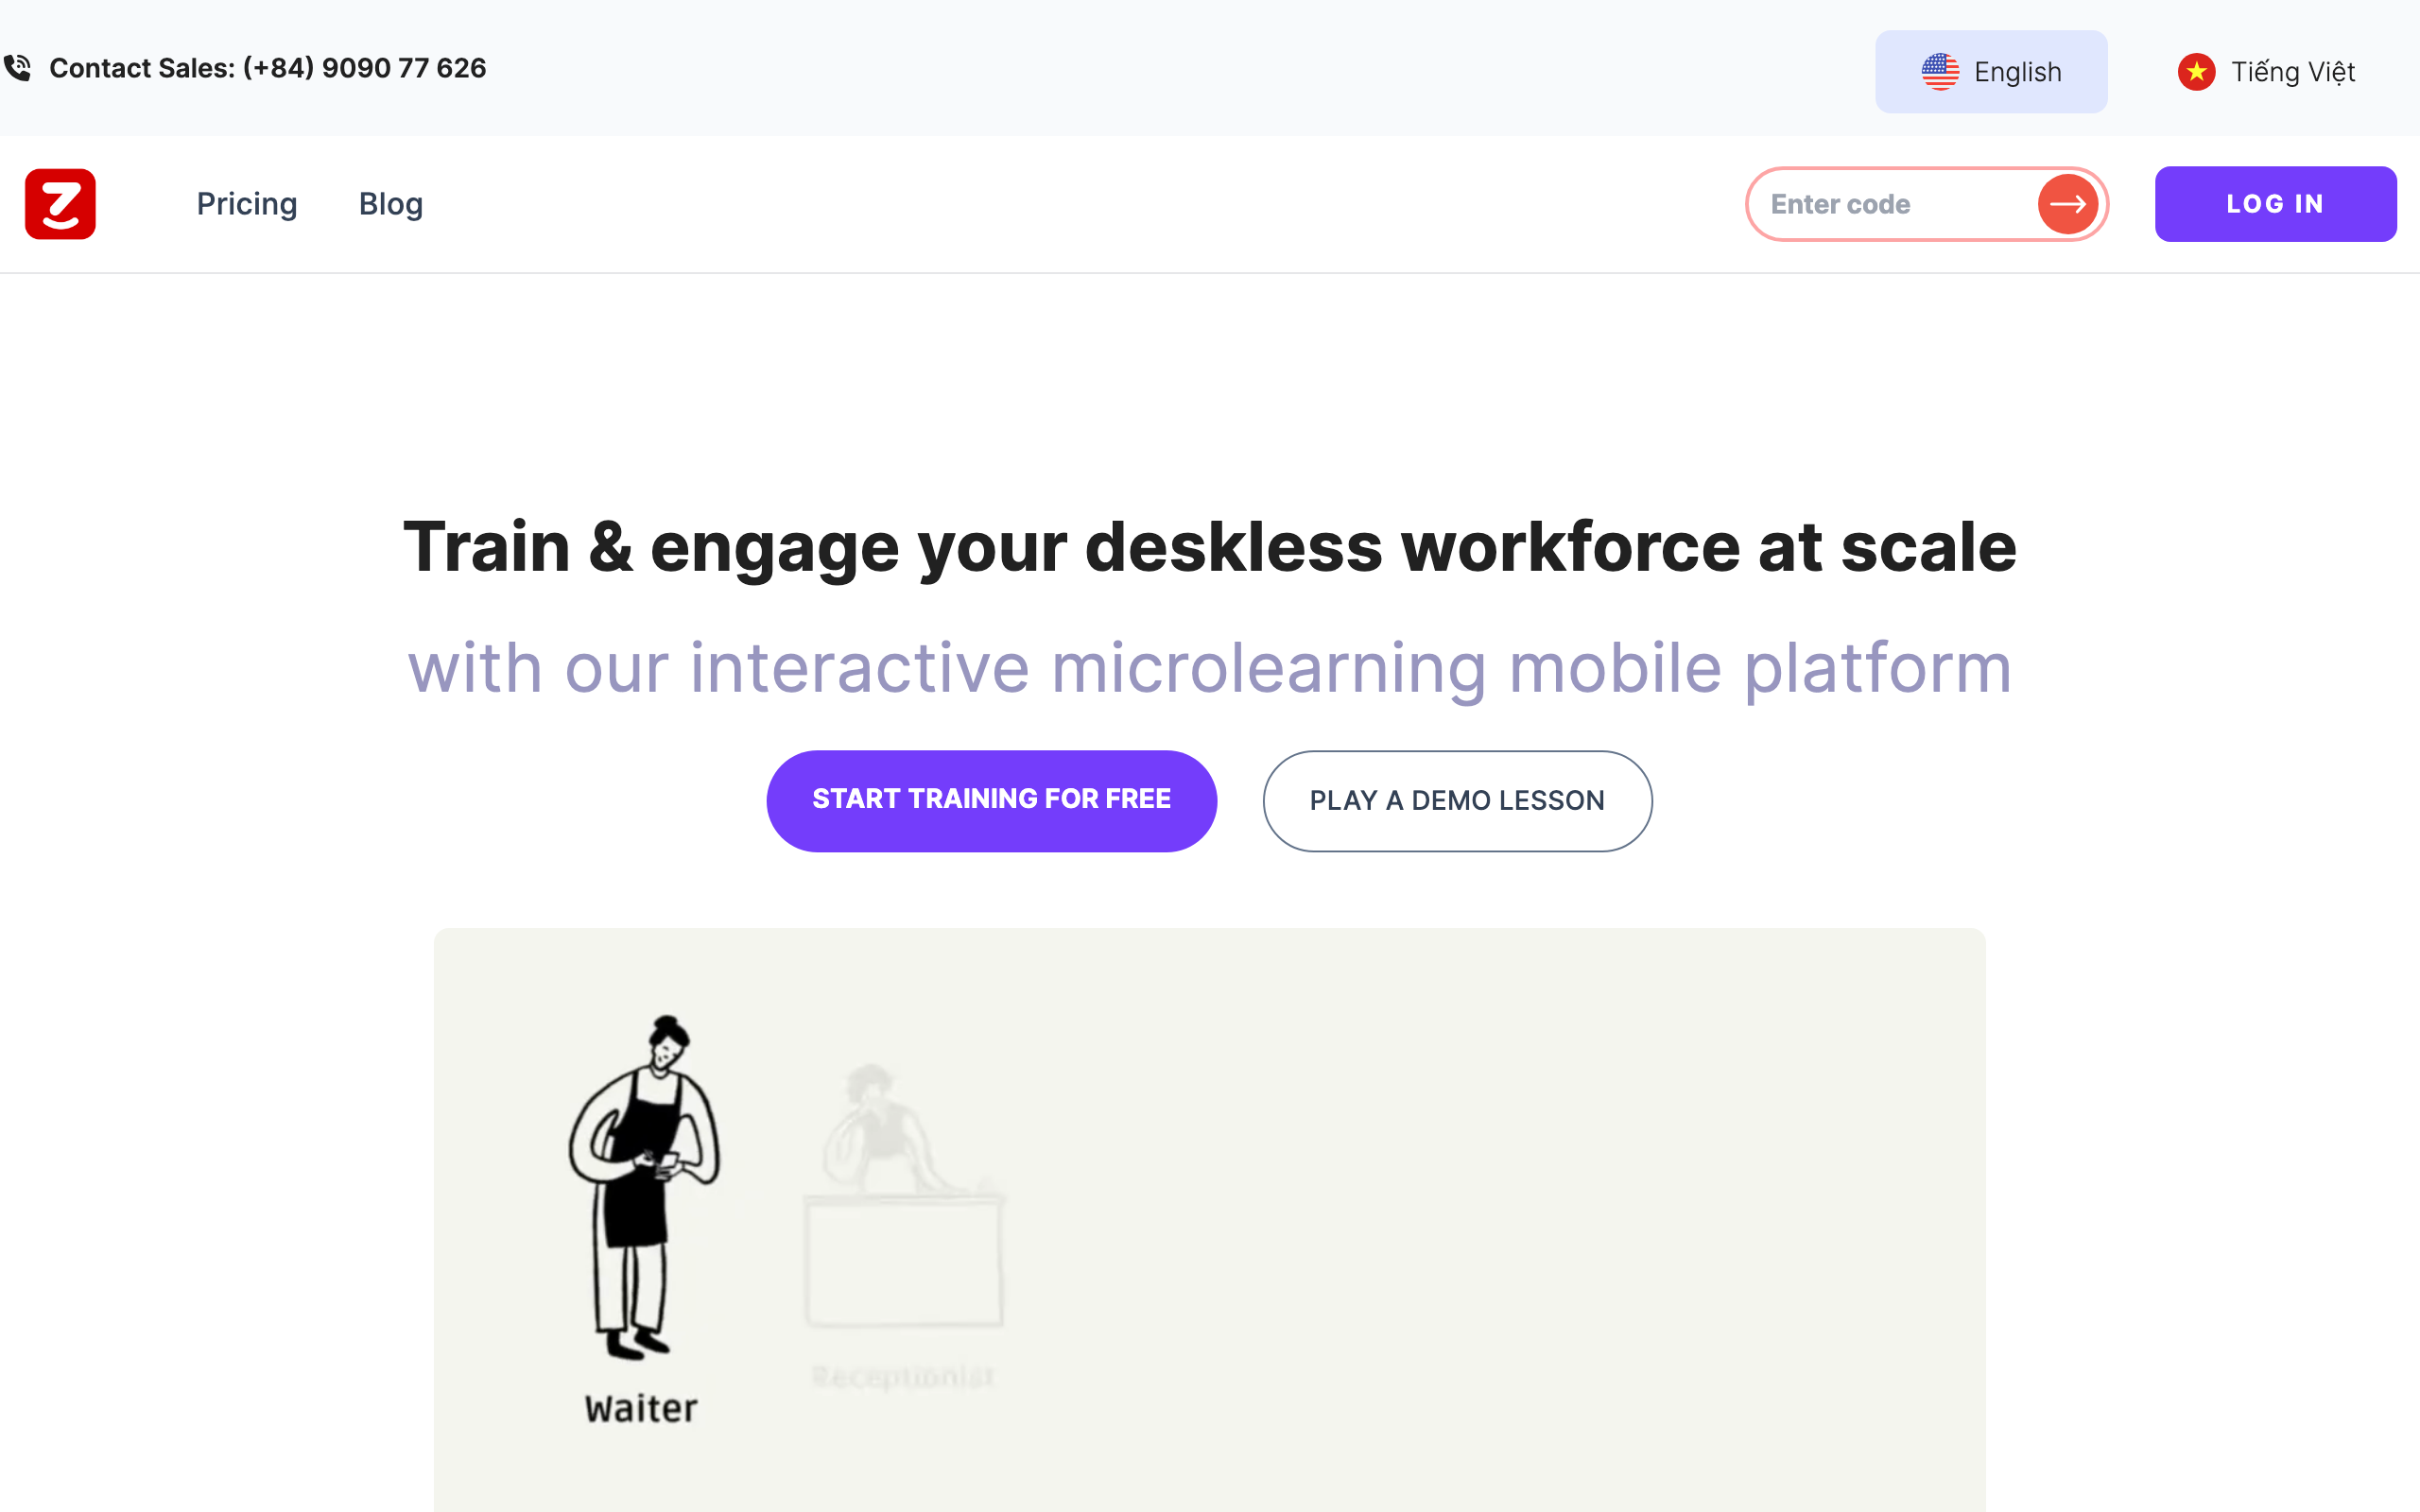 Contact Sales: (+84) 9090 77 626
English
Tiếng Việt
Pricing
Blog
Enter code
LOG IN
Train & engage your deskless workforce at scale
with our interactive microlearning mobile platform
START TRAINING FOR FREE
PLAY A DEMO LESSON
Waiter
Receptionist